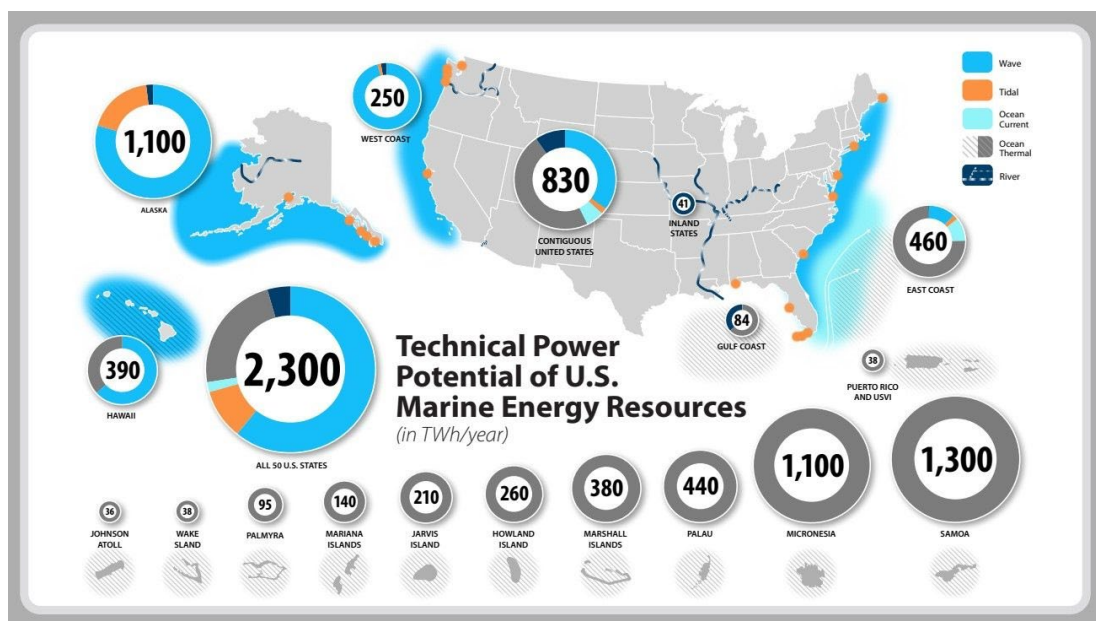 Wave
Tidal
Ocean
Current
Ocean
Thermal
River
1,100
ALASKA
250
WEST COAST
830
CONTIGUOUS
UNITED STATES
41
INLAND
STATES
460
EAST COAST
84
GULF COAST
390
HAWAII
2,300
ALL 50 U.S. STATES
Technical Power
Potential of U.S.
Marine Energy Resources
(in TWh/year)
38
PUERTO RICO
AND USVI
36
JOHNSON
ATOLL
38
WAKE
SLAND
95
PALMYRA
140
MARIANA
ISLANDS
210
JARVIS
ISLAND
260
HOWLAND
ISLAND
380
MARSHALL
ISLANDS
440
PALAU
1,100
MICRONESIA
1,300
SAMOA